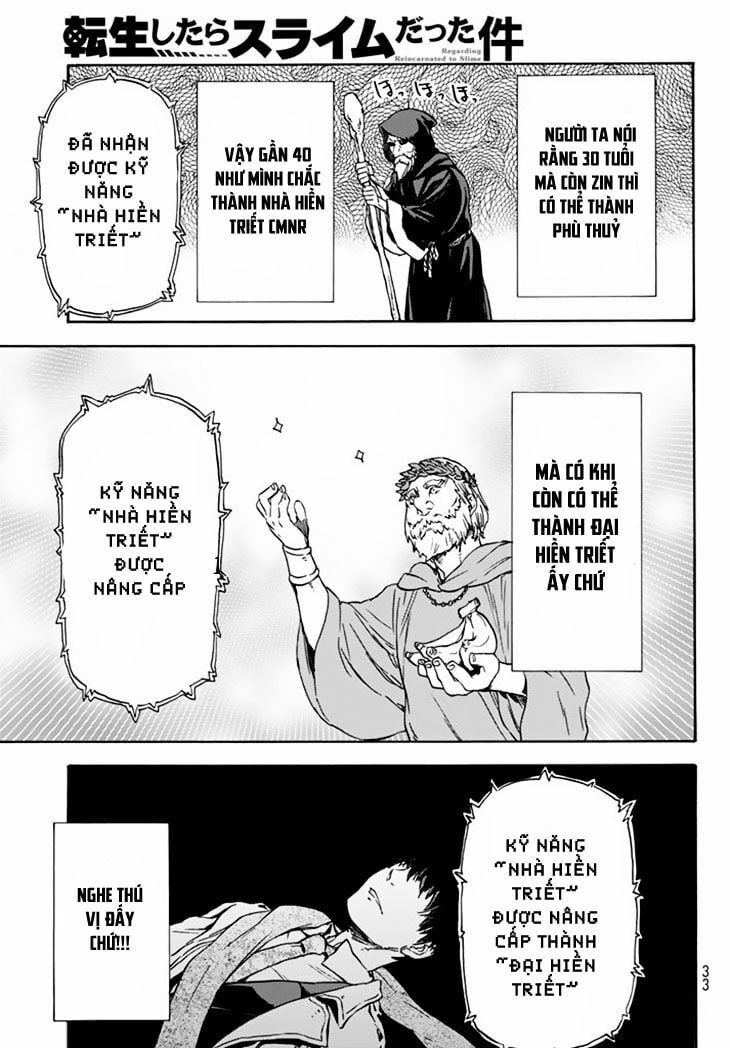 転生したらスライムだった件
Regarding
Reincarnated to Slime
NGƯỜI TA NÓI
RẰNG 30 TUỔI
MÀ CÒN ZIN THÌ
CÓ THỂ THÀNH
PHÙ THUỶ
ほっほっほっ
VẬY GẦN 40
NHƯ MÌNH CHẮC
THÀNH NHÀ HIỀN
TRIẾT CMNR
ĐÃ NHẬN
ĐƯỢC KỸ
NĂNG
"NHÀ HIỀN
TRIẾT"
MÀ CÓ KHI
CÒN CÓ THỂ
THÀNH ĐẠI
HIỀN TRIẾT
ẤY CHỨ
KỸ NĂNG
"NHÀ HIỀN
TRIẾT"
ĐƯỢC
NÂNG CẤP
KỸ NĂNG
"NHÀ HIỀN
TRIẾT"
ĐƯỢC NÂNG
CẤP THÀNH
"ĐẠI HIỀN
TRIẾT"
NGHE THÚ
VỊ ĐẤY
CHỨ!!!
33